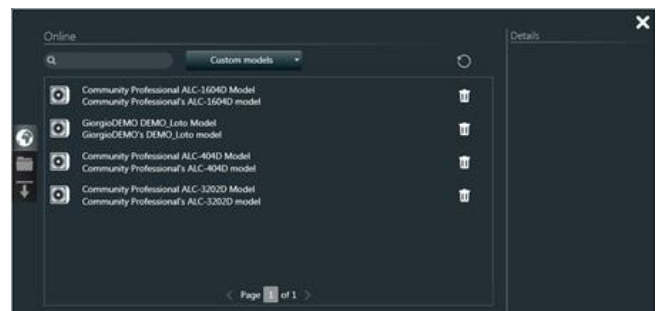 Online
Details
Custom models
Community Professional ALC-1604D Model
Community Professional's ALC-1604D model
GiorgioDEMO DEMO_Loto Model
GiorgioDEMO's DEMO_Loto model
Community Professional ALC-404D Model
Community Professional's ALC-404D model
Community Professional ALC-3202D Model
Community Professional's ALC-3202D model
Page 1 of 1